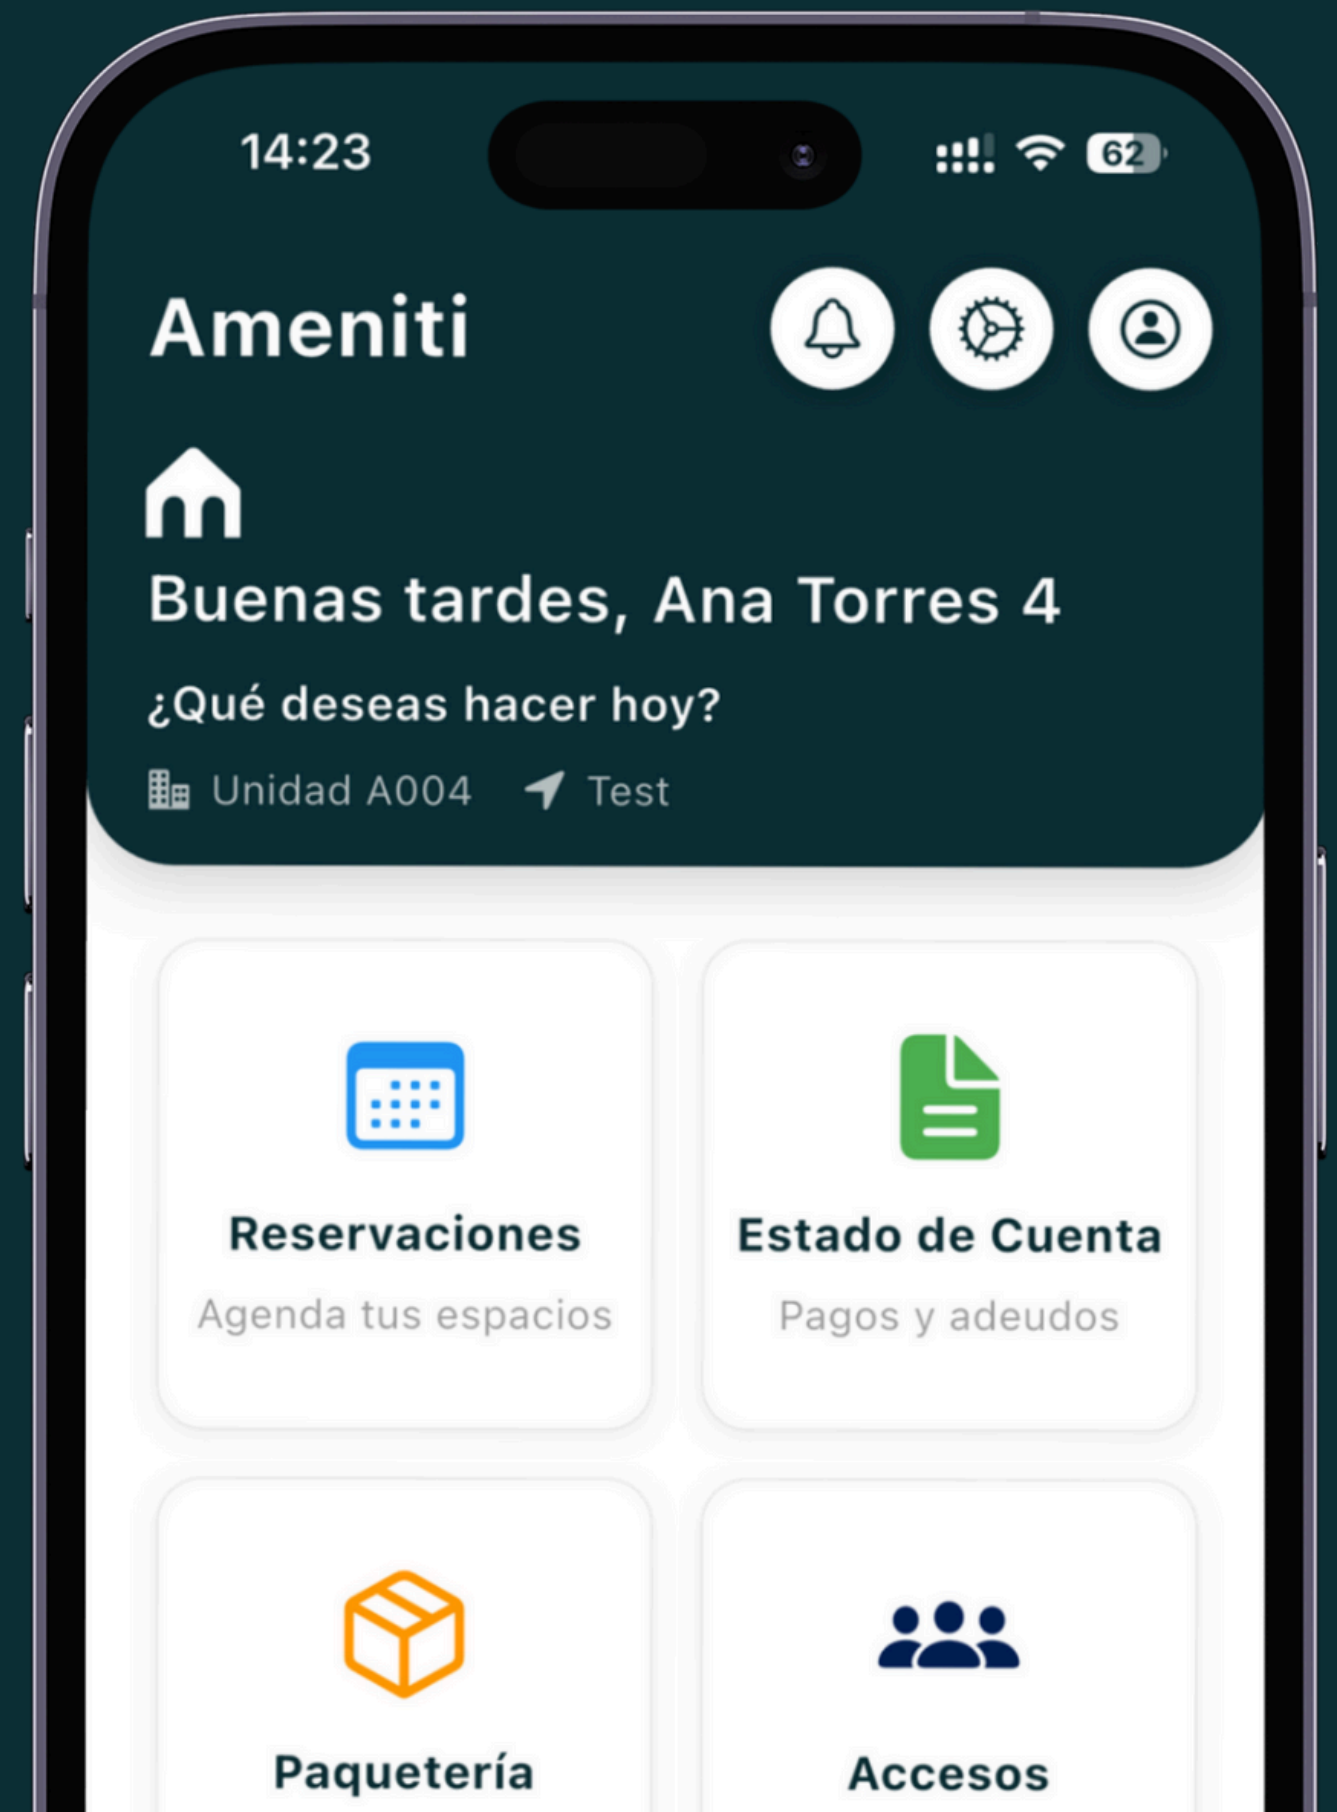 14:23
62
Ameniti
Buenas tardes, Ana Torres 4
¿Qué deseas hacer hoy?
Unidad A004 Test
Reservaciones
Agenda tus espacios
Estado de Cuenta
Pagos y adeudos
Paquetería
Accesos